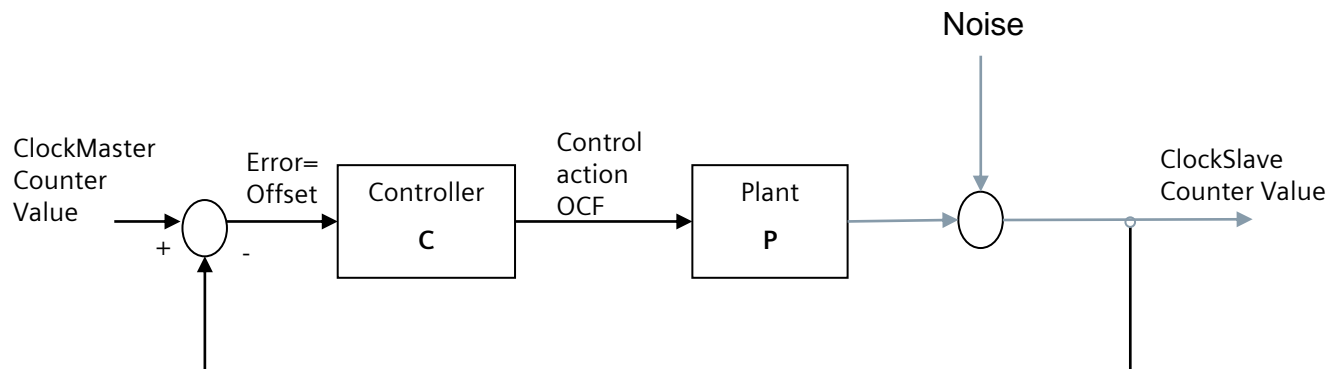 Noise
ClockMaster
Counter
Value
+
-
Error=
Offset
Controller
C
Control
action
OCF
Plant
P
ClockSlave
Counter Value